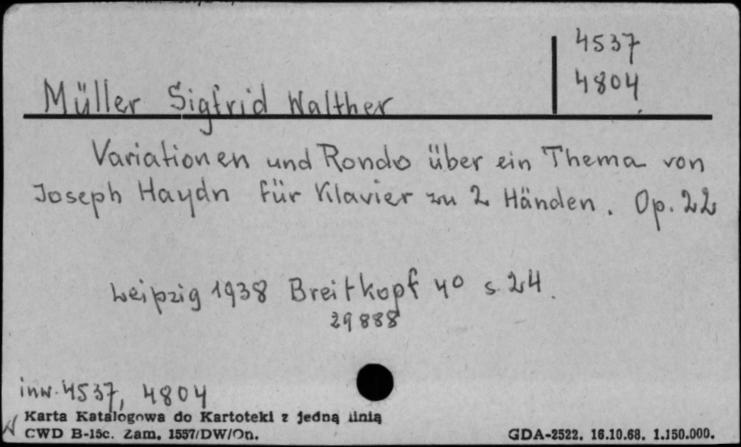 4537
4804
Müller Sigfrid Walther
Variationen und Rondo über ein Thema von
Joseph Haydn für Klavier zu 2 Händen. Op. 22
Leipzig 1938 Breitkopf 4° s. 24.
29888
inw. 4537, 4804
Karta Katalogowa do Kartoteki z jedną linią
CWD B-15c. Zam. 1557/DW/On.
GDA-2522. 16.10.68. 1.150.000.